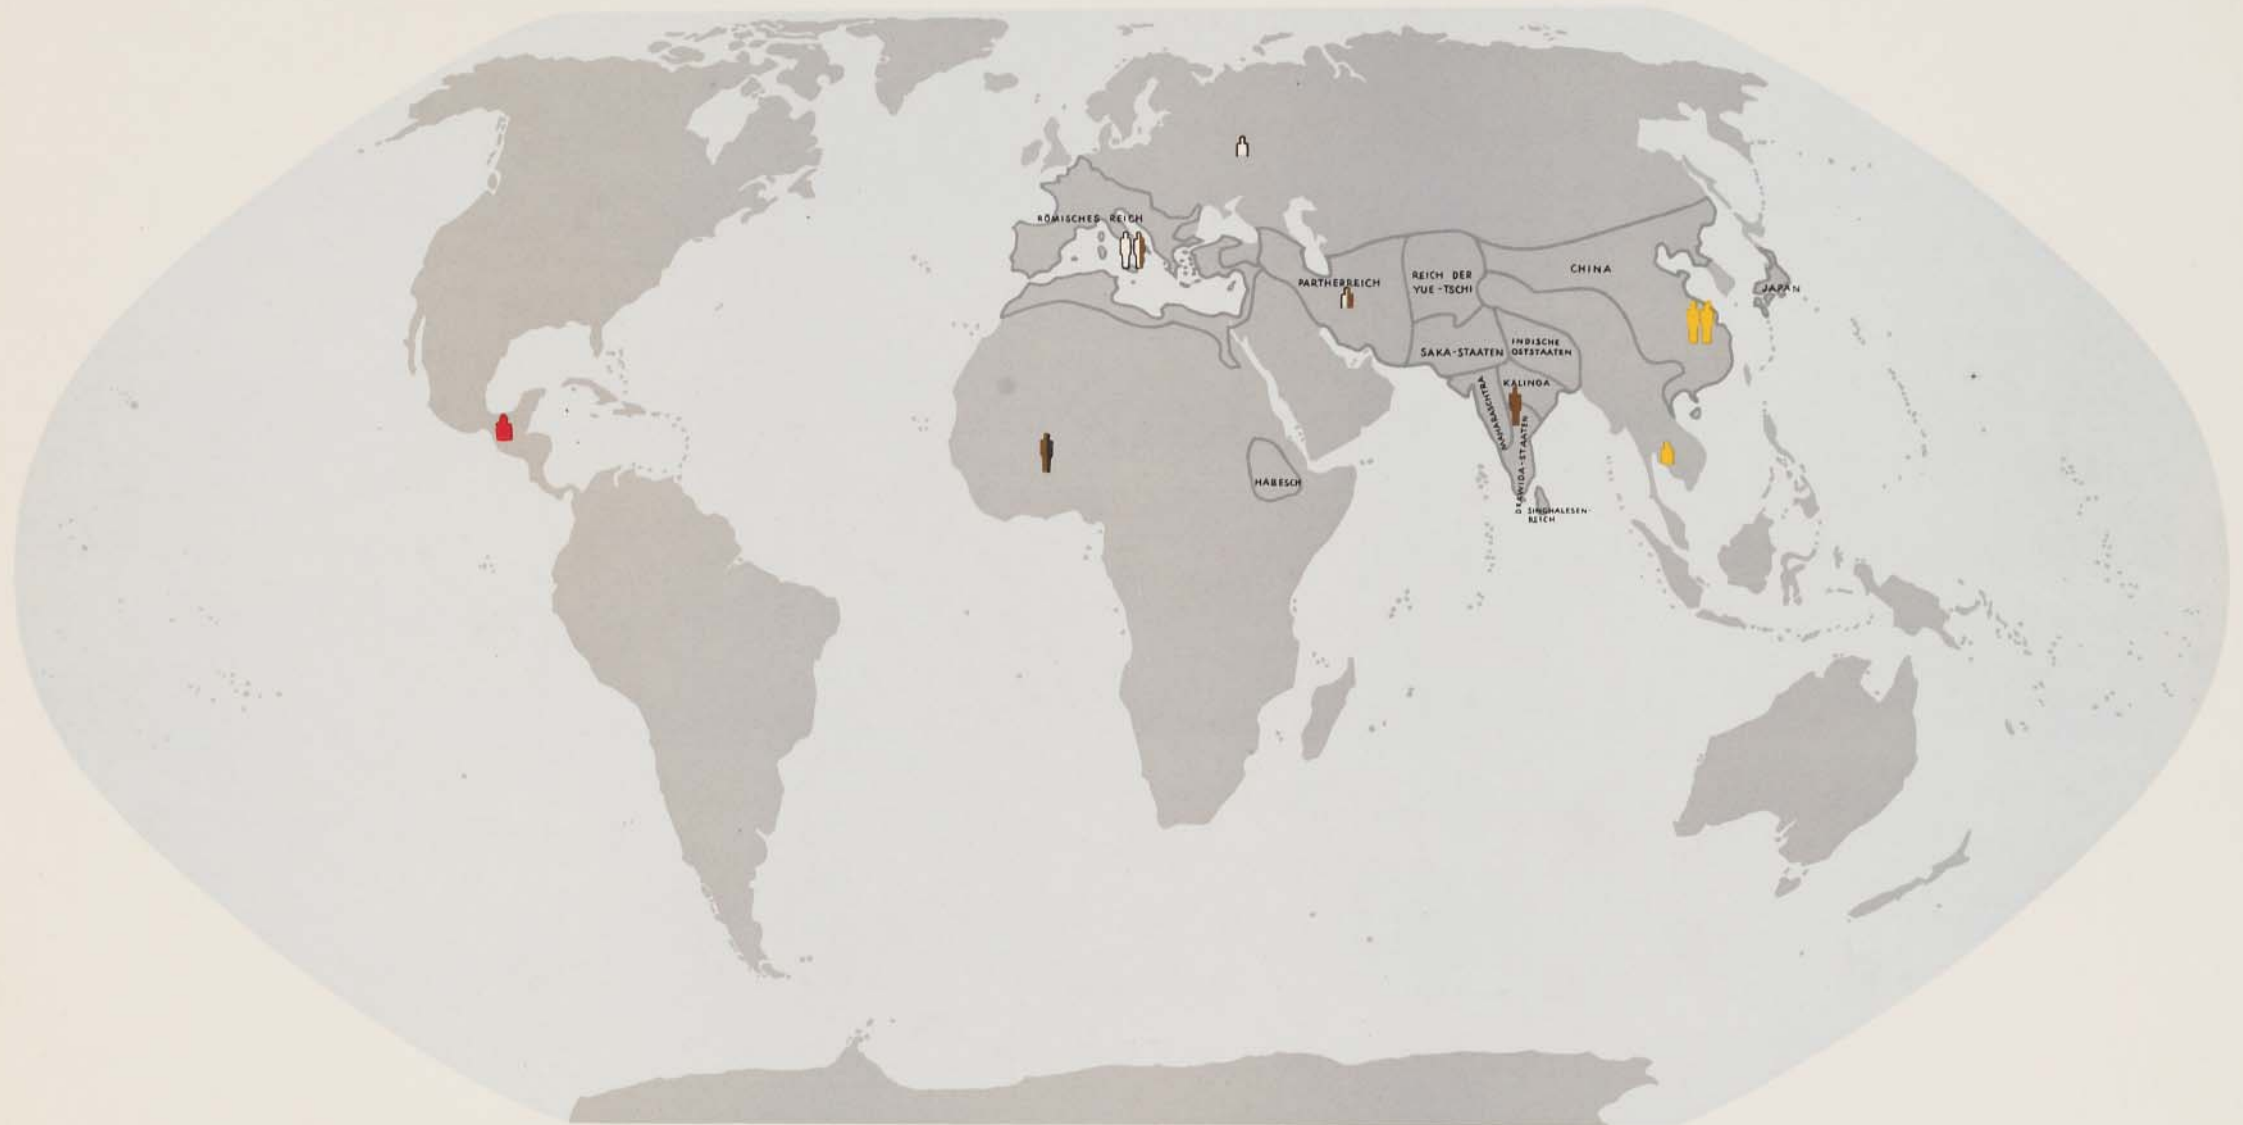 RÖMISCHES REICH
PARTHERREICH
REICH DER
YUE-TSCHI
CHINA
JAPAN
SAKA-STAATEN
INDISCHE
OSTSTAATEN
KALINGA
MAHARASCHTRA
DRAWIDA-STAATEN
HABESCH
SINGHALESEN-
REICH